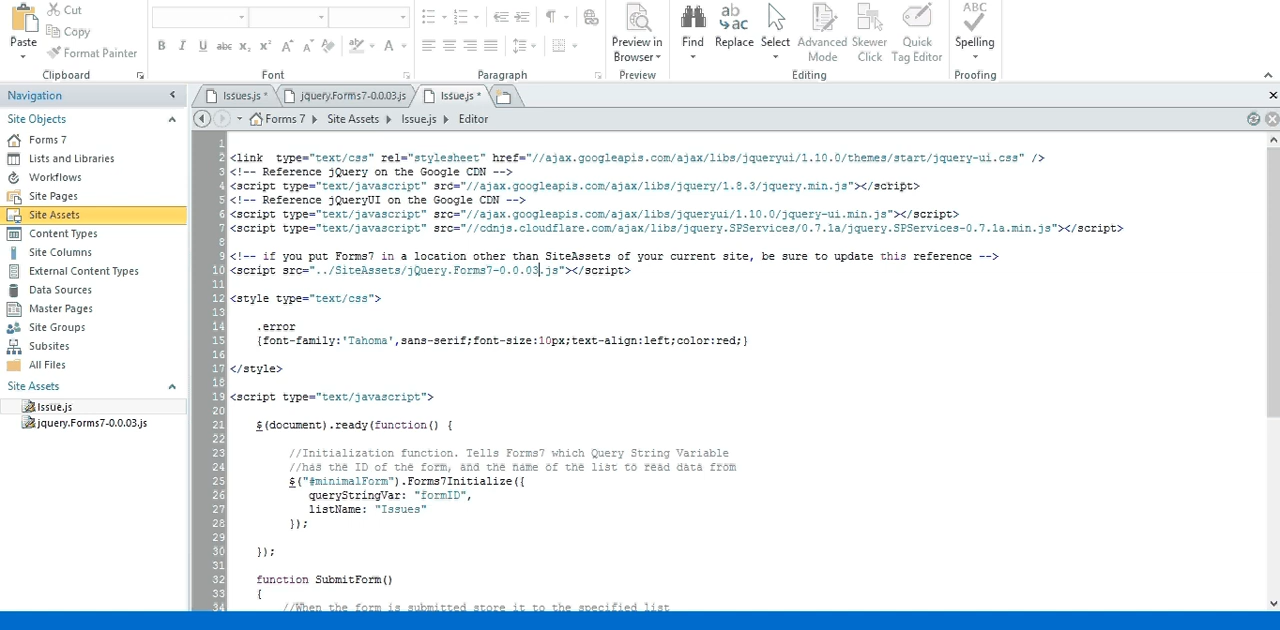 Cut
Copy
Format Painter
Paste
Clipboard
B I U abc X₂ X² A A
A
Font
Paragraph
Preview in
Browser
Preview
Find
ab
ac
Replace
Select
Advanced
Mode
Skewer
Click
Quick
Tag Editor
Editing
ABC
Spelling
Proofing
Navigation
Site Objects
Forms 7
Lists and Libraries
Workflows
Site Pages
Site Assets
Content Types
Site Columns
External Content Types
Data Sources
Master Pages
Site Groups
Subsites
All Files
Site Assets
Issue.js
jquery.Forms7-0.0.03.js
Issues.js *
jquery.Forms7-0.0.03.js
Issue.js *
Forms 7 Site Assets Issue.js Editor
1
2 <link  type="text/css" rel="stylesheet" href="//ajax.googleapis.com/ajax/libs/jqueryui/1.10.0/themes/start/jquery-ui.css" />
3 <!-- Reference jQuery on the Google CDN -->
4 <script type="text/javascript" src="//ajax.googleapis.com/ajax/libs/jquery/1.8.3/jquery.min.js"></script>
5 <!-- Reference jQueryUI on the Google CDN -->
6 <script type="text/javascript" src="//ajax.googleapis.com/ajax/libs/jqueryui/1.10.0/jquery-ui.min.js"></script>
7 <script type="text/javascript" src="//cdnjs.cloudflare.com/ajax/libs/jquery.SPServices/0.7.1a/jquery.SPServices-0.7.1a.min.js"></script>
8
9 <!-- if you put Forms7 in a location other than SiteAssets of your current site, be sure to update this reference -->
10 <script src="../SiteAssets/jQuery.Forms7-0.0.03.js"></script>
11
12 <style type="text/css">
13
14 .error
15 {font-family:'Tahoma',sans-serif;font-size:10px;text-align:left;color:red;}
16
17 </style>
18
19 <script type="text/javascript">
20
21 $(document).ready(function() {
22
23 //Initialization function. Tells Forms7 which Query String Variable
24 //has the ID of the form, and the name of the list to read data from
25 $("#minimalForm").Forms7Initialize({
26 queryStringVar: "formID",
27 listName: "Issues"
28 });
29
30 });
31
32 function SubmitForm()
33 {
34 //When the form is submitted store it to the specified list